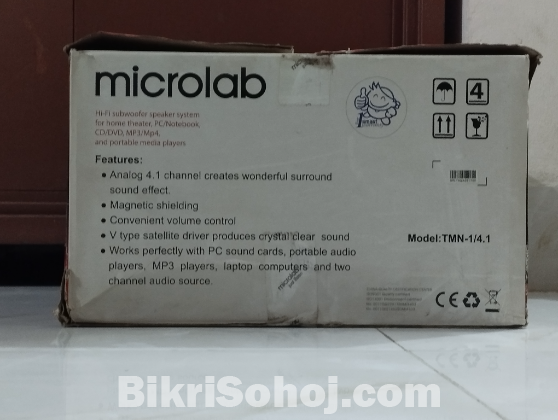 microlab
Hi-Fi subwoofer speaker system
for home theater, PC/Notebook,
CD/DVD, MP3/Mp4,
and portable media players
Features:
• Analog 4.1 channel creates wonderful surround
sound effect.
• Magnetic shielding
• Convenient volume control
• V type satellite driver produces crystal clear sound
• Works perfectly with PC sound cards, portable audio
players, MP3 players, laptop computers and two
channel audio source.
4
Model:TMN-1/4.1
CE
BikriSohoj.com